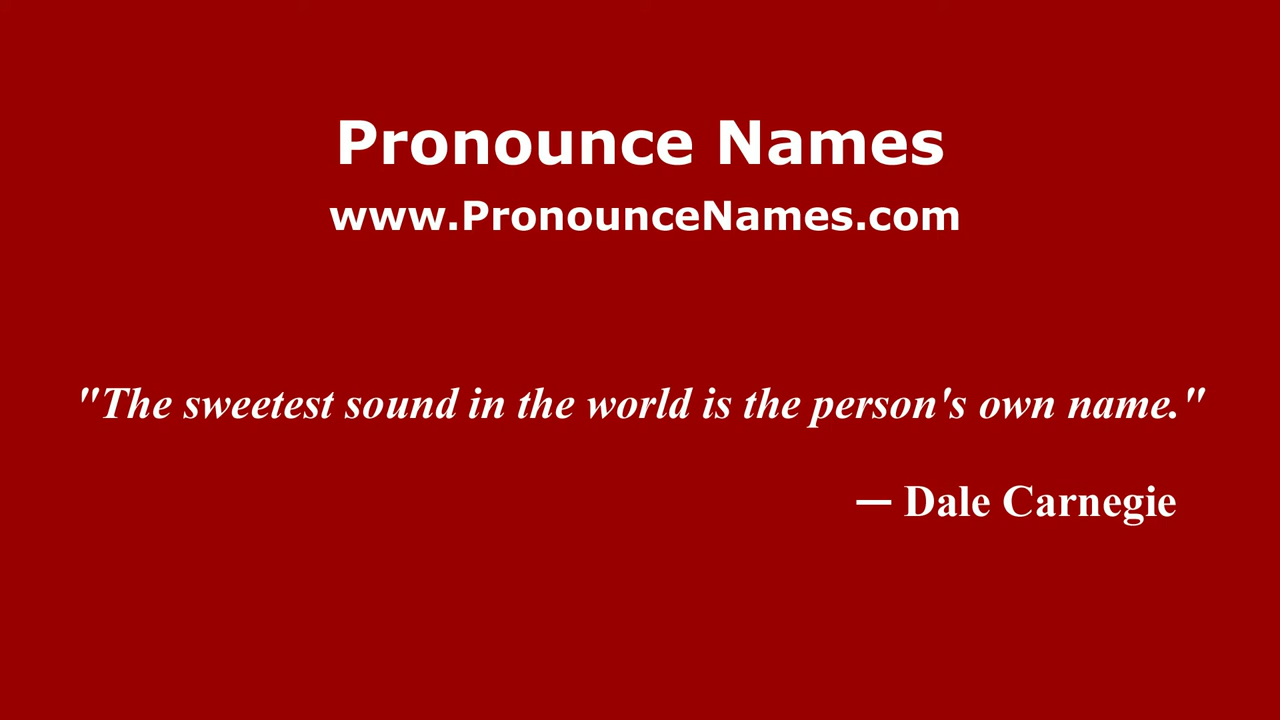 Pronounce Names
www.PronounceNames.com
"The sweetest sound in the world is the person's own name."
— Dale Carnegie